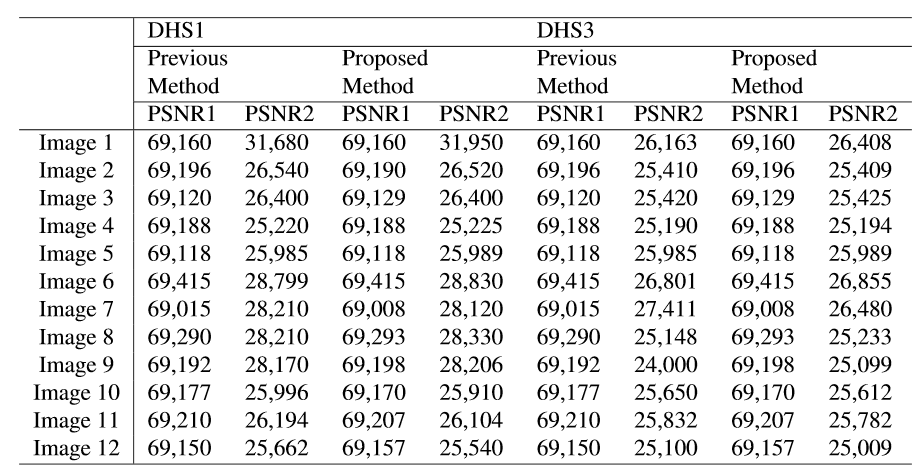 DHS1 DHS3
Previous Proposed Previous Proposed
Method Method Method Method
PSNR1 PSNR2 PSNR1 PSNR2 PSNR1 PSNR2 PSNR1 PSNR2
Image 1 69,160 31,680 69,160 31,950 69,160 26,163 69,160 26,408
Image 2 69,196 26,540 69,190 26,520 69,196 25,410 69,196 25,409
Image 3 69,120 26,400 69,129 26,400 69,120 25,420 69,129 25,425
Image 4 69,188 25,220 69,188 25,225 69,188 25,190 69,188 25,194
Image 5 69,118 25,985 69,118 25,989 69,118 25,985 69,118 25,989
Image 6 69,415 28,799 69,415 28,830 69,415 26,801 69,415 26,855
Image 7 69,015 28,210 69,008 28,120 69,015 27,411 69,008 26,480
Image 8 69,290 28,210 69,293 28,330 69,290 25,148 69,293 25,233
Image 9 69,192 28,170 69,198 28,206 69,192 24,000 69,198 25,099
Image 10 69,177 25,996 69,170 25,910 69,177 25,650 69,170 25,612
Image 11 69,210 26,194 69,207 26,104 69,210 25,832 69,207 25,782
Image 12 69,150 25,662 69,157 25,540 69,150 25,100 69,157 25,009